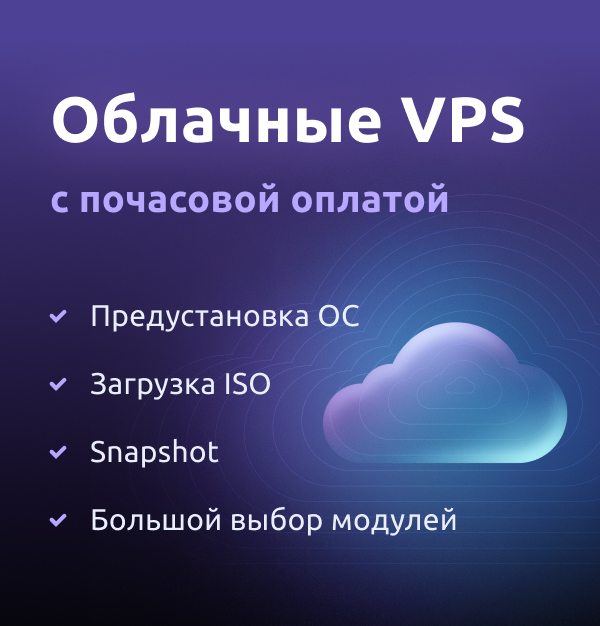 Облачные VPS
с почасовой оплатой
Предустановка ОС
Загрузка ISO
Snapshot
Большой выбор модулей